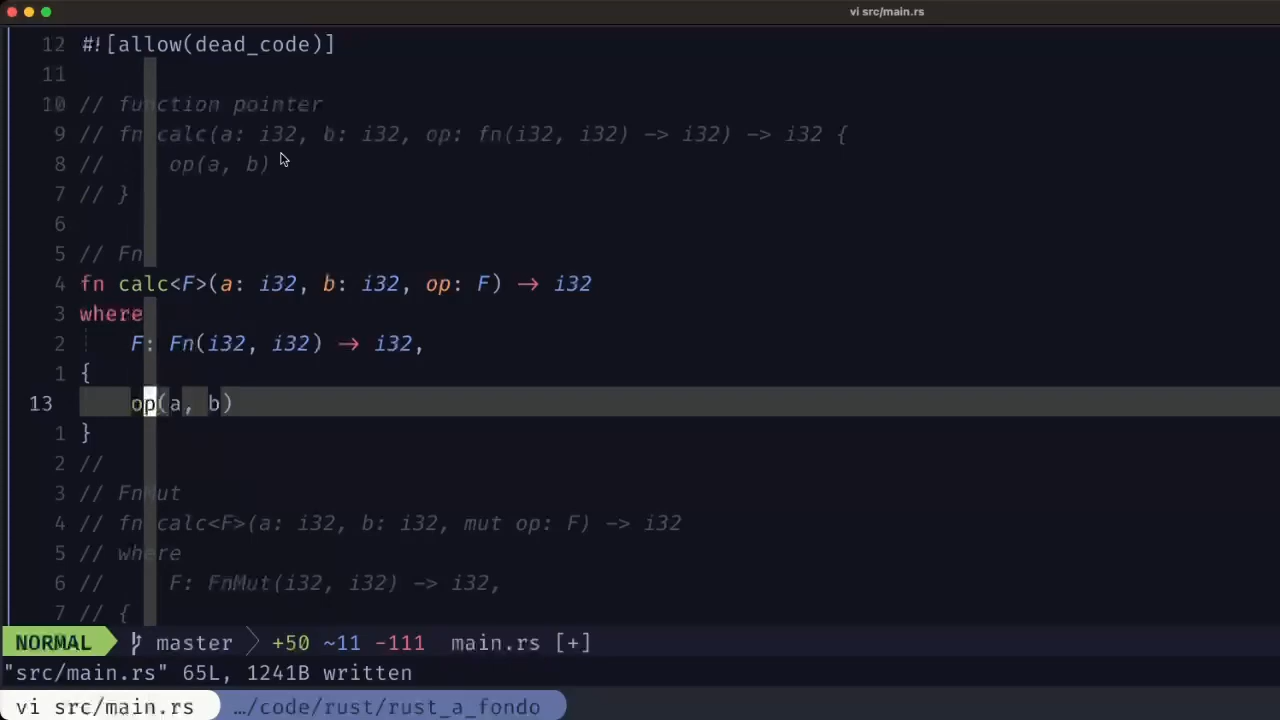 vi src/main.rs
12 #![allow(dead_code)]
11
10 // function pointer
9 // fn calc(a: i32, b: i32, op: fn(i32, i32) -> i32) -> i32 {
8 //     op(a, b)
7 // }
6
5 // Fn
4 fn calc<F>(a: i32, b: i32, op: F) -> i32
3 where
2     F: Fn(i32, i32) -> i32,
1 {
13     op(a, b)
1 }
2 //
3 // FnMut
4 // fn calc<F>(a: i32, b: i32, mut op: F) -> i32
5 // where
6 //     F: FnMut(i32, i32) -> i32,
7 // {
NORMAL master +50 ~11 -111 main.rs [+]
"src/main.rs" 65L, 1241B written
vi src/main.rs …/code/rust/rust_a_fondo